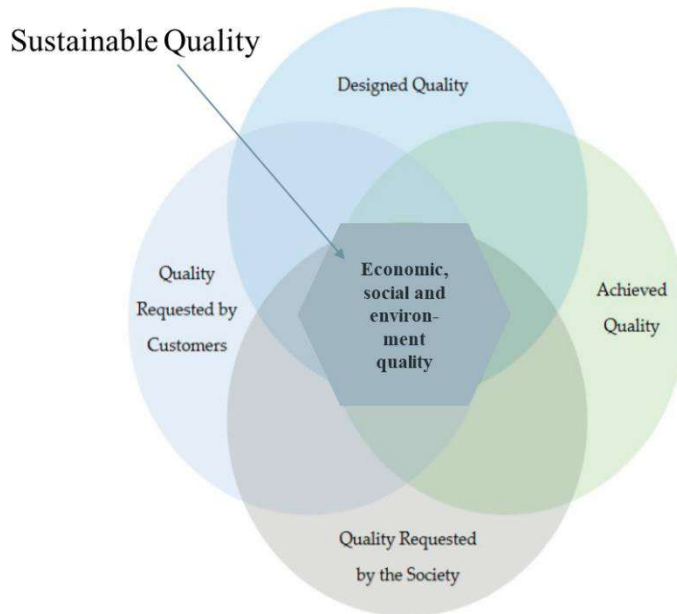 Sustainable Quality
Designed Quality
Quality
Requested by
Customers
Economic,
social and
environ-
ment
quality
Achieved
Quality
Quality Requested
by the Society